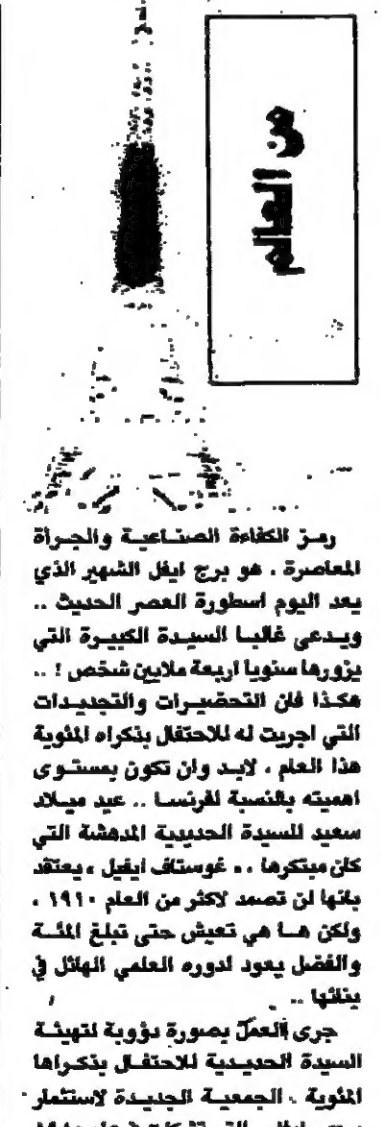 من العالم
رمز الكفاءة الصناعية والجرأة
المعاصرة ، هو برج ايفل الشهير الذي
يعد اليوم اسطورة العصر الحديث ..
ويدعى غالبا السيدة الكبيرة التي
يزورها سنويا اربعة ملايين شخص ! ..
هكذا فان التحضيرات والتجديدات
التي اجريت له للاحتفال بذكراه المئوية
هذا العام ، لابد وان تكون بمستوى
اهميته بالنسبة لفرنسا .. عيد ميلاد
سعيد للسيدة الحديدية المدهشة التي
كان مبتكرها .. غوستاف ايفيل ، يعتقد
بانها لن تصمد لاكثر من العام ١٩١٠ ،
ولكن ها هي تعيش حتى تبلغ المئة
والفضل يعود لدوره العلمي الهائل في
بنائها ..
جرى العمل بصورة دؤوبة لتهيئة
السيدة الحديدية للاحتفال بذكراها
المئوية . الجمعية الجديدة لاستثمار